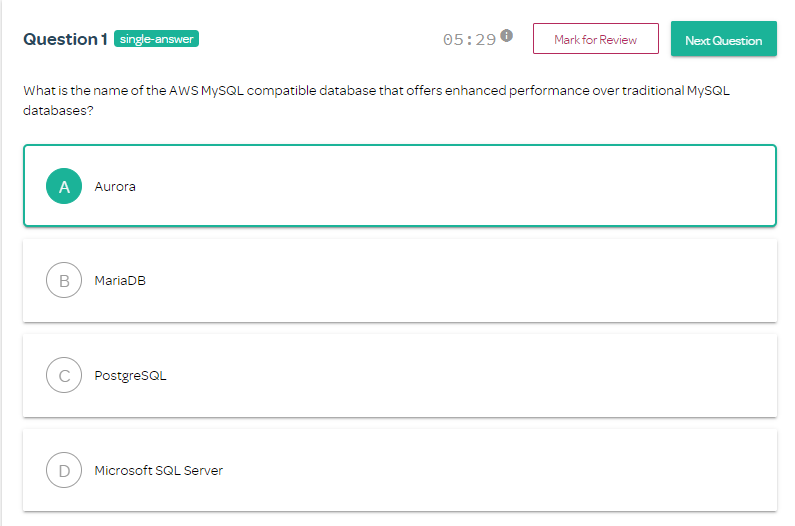 Question 1 single-answer 05:29 i Mark for Review Next Question
What is the name of the AWS MySQL compatible database that offers enhanced performance over traditional MySQL
databases?
A Aurora
B MariaDB
C PostgreSQL
D Microsoft SQL Server